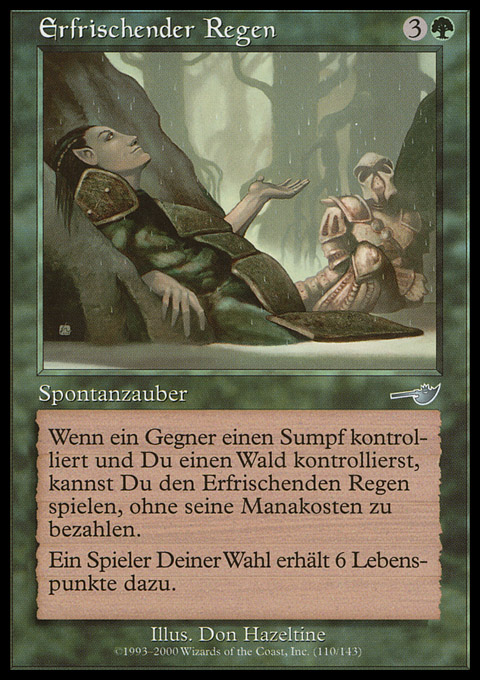 Erfrischender Regen 3
Spontanzauber
Wenn ein Gegner einen Sumpf kontrol-
liert und Du einen Wald kontrollierst,
kannst Du den Erfrischenden Regen
spielen, ohne seine Manakosten zu
bezahlen.
Ein Spieler Deiner Wahl erhält 6 Lebens-
punkte dazu.
Illus. Don Hazeltine
©1993–2000 Wizards of the Coast, Inc. (110/143)